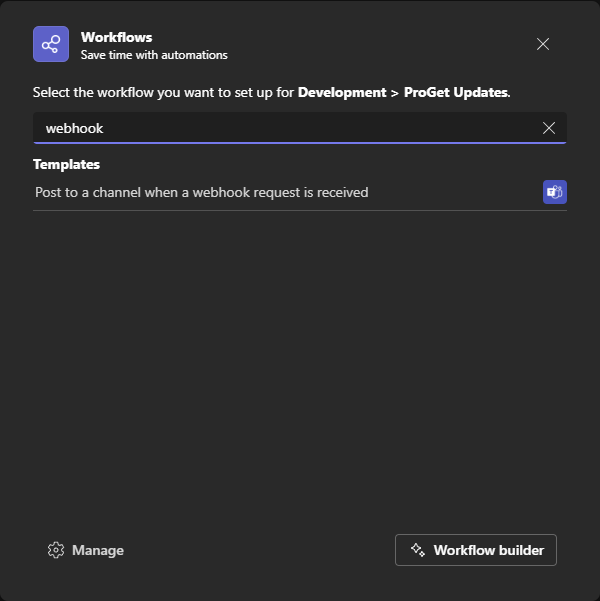 Workflows
Save time with automations
Select the workflow you want to set up for Development > ProGet Updates.
webhook
Templates
Post to a channel when a webhook request is received
Manage
Workflow builder